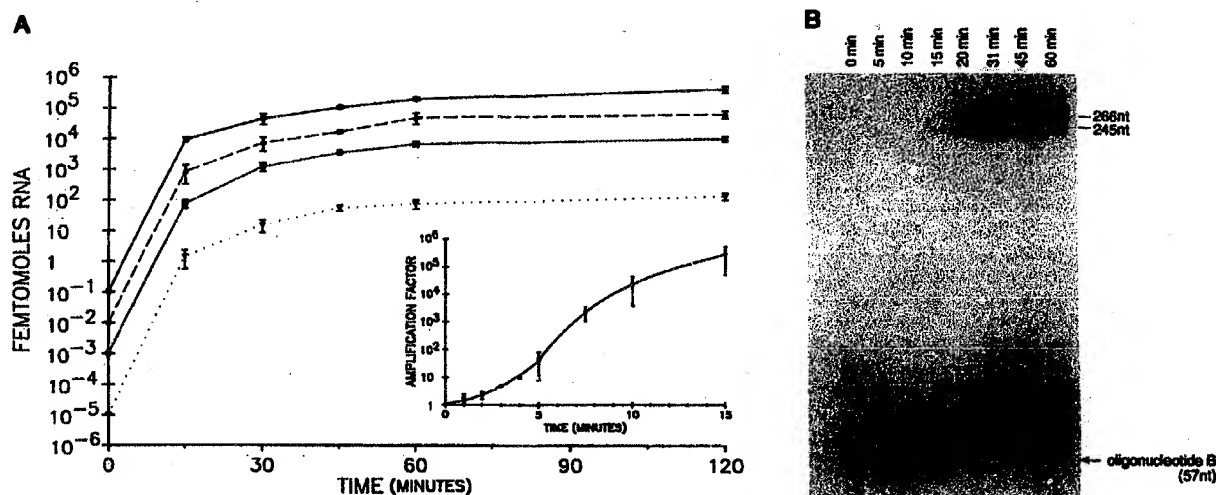 A
FEMTOMOLES RNA
10^6
10^5
10^4
10^3
10^2
10
1
10^-1
10^-2
10^-3
10^-4
10^-5
10^-6
0
30
60
90
120
TIME (MINUTES)
AMPLIFICATION FACTOR
10^6
10^5
10^4
10^3
10^2
10
1
0
5
10
15
TIME (MINUTES)
B
0 min
5 min
10 min
15 min
20 min
31 min
45 min
60 min
266nt
245nt
oligonucleotide B
(57nt)